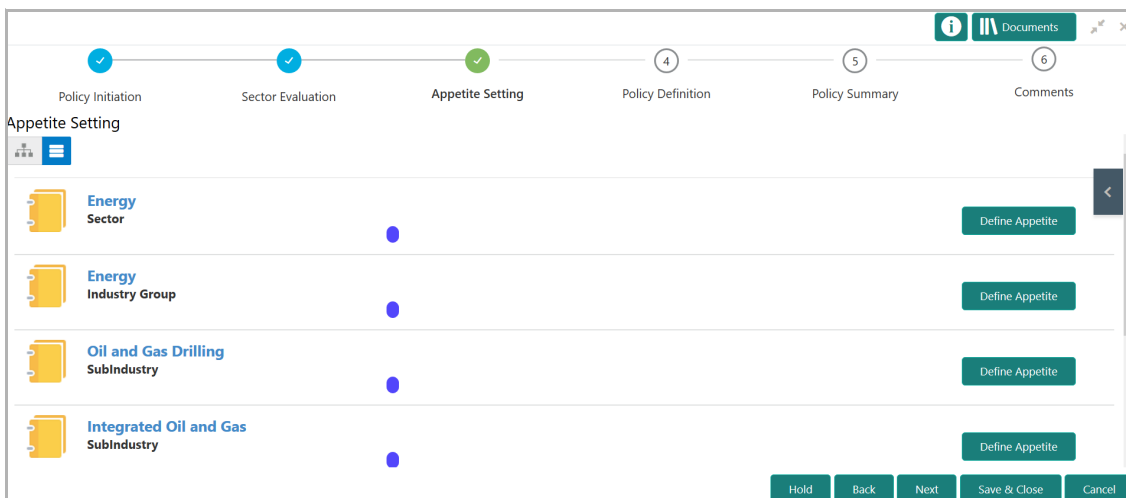 Documents
4
5
6
Policy Initiation
Sector Evaluation
Appetite Setting
Policy Definition
Policy Summary
Comments
Appetite Setting
Energy
Sector
Define Appetite
Energy
Industry Group
Define Appetite
Oil and Gas Drilling
SubIndustry
Define Appetite
Integrated Oil and Gas
SubIndustry
Define Appetite
Hold Back Next Save & Close Cancel